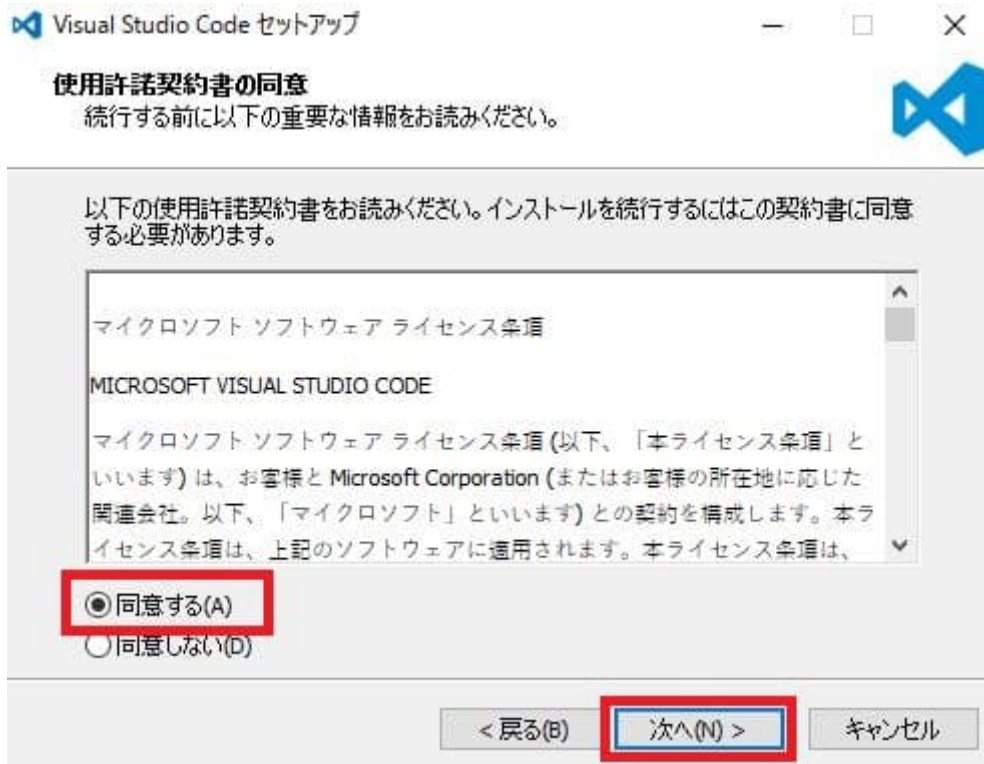 Visual Studio Code セットアップ
使用許諾契約書の同意
続行する前に以下の重要な情報をお読みください。
以下の使用許諾契約書をお読みください。インストールを続行するにはこの契約書に同意
する必要があります。
マイクロソフト ソフトウェア ライセンス条項
MICROSOFT VISUAL STUDIO CODE
マイクロソフト ソフトウェア ライセンス条項 (以下、「本ライセンス条項」と
いいます) は、お客様と Microsoft Corporation (またはお客様の所在地に応じた
関連会社。以下、「マイクロソフト」といいます) との契約を構成します。本ラ
イセンス条項は、上記のソフトウェアに適用されます。本ライセンス条項は、
同意する(A)
同意しない(D)
< 戻る(B) 次へ(N) > キャンセル